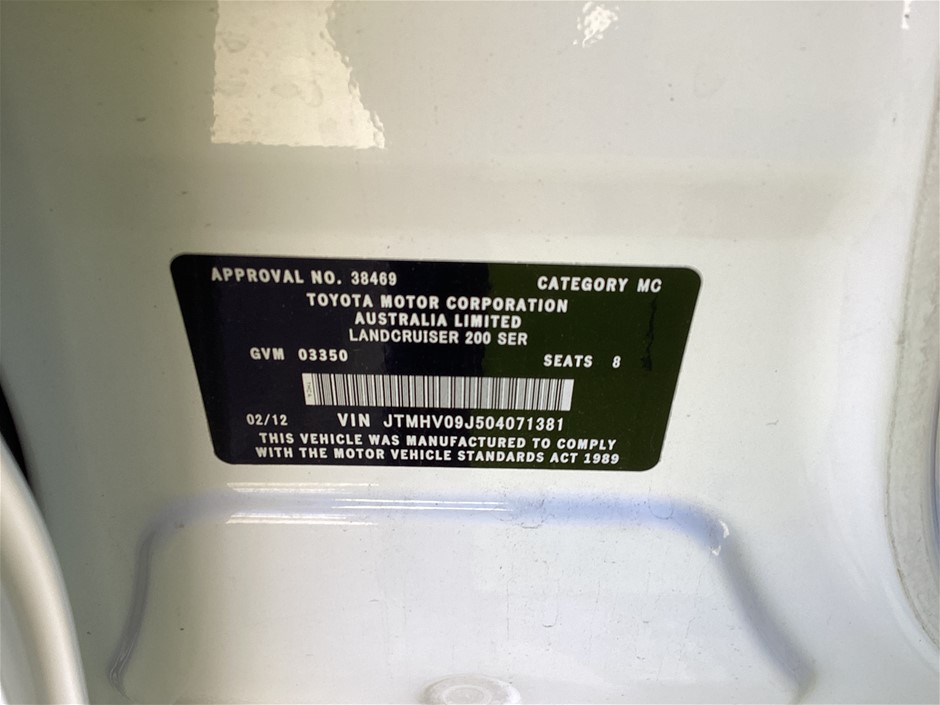 APPROVAL NO. 38469 CATEGORY MC
TOYOTA MOTOR CORPORATION
AUSTRALIA LIMITED
LANDCRUISER 200 SER
GVM 03350 SEATS 8
02/12 VIN JTMHV09J504071381
THIS VEHICLE WAS MANUFACTURED TO COMPLY
WITH THE MOTOR VEHICLE STANDARDS ACT 1989